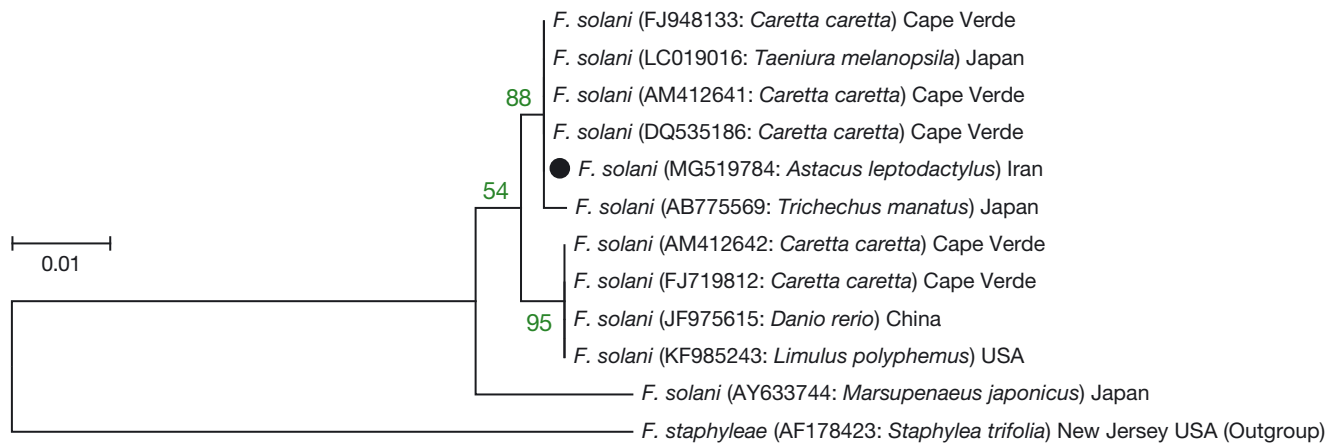 F. solani (FJ948133: Caretta caretta) Cape Verde
F. solani (LC019016: Taeniura melanopsila) Japan
88
F. solani (AM412641: Caretta caretta) Cape Verde
F. solani (DQ535186: Caretta caretta) Cape Verde
F. solani (MG519784: Astacus leptodactylus) Iran
54
F. solani (AB775569: Trichechus manatus) Japan
F. solani (AM412642: Caretta caretta) Cape Verde
0.01
F. solani (FJ719812: Caretta caretta) Cape Verde
95
F. solani (JF975615: Danio rerio) China
F. solani (KF985243: Limulus polyphemus) USA
F. solani (AY633744: Marsupenaeus japonicus) Japan
F. staphyleae (AF178423: Staphylea trifolia) New Jersey USA (Outgroup)